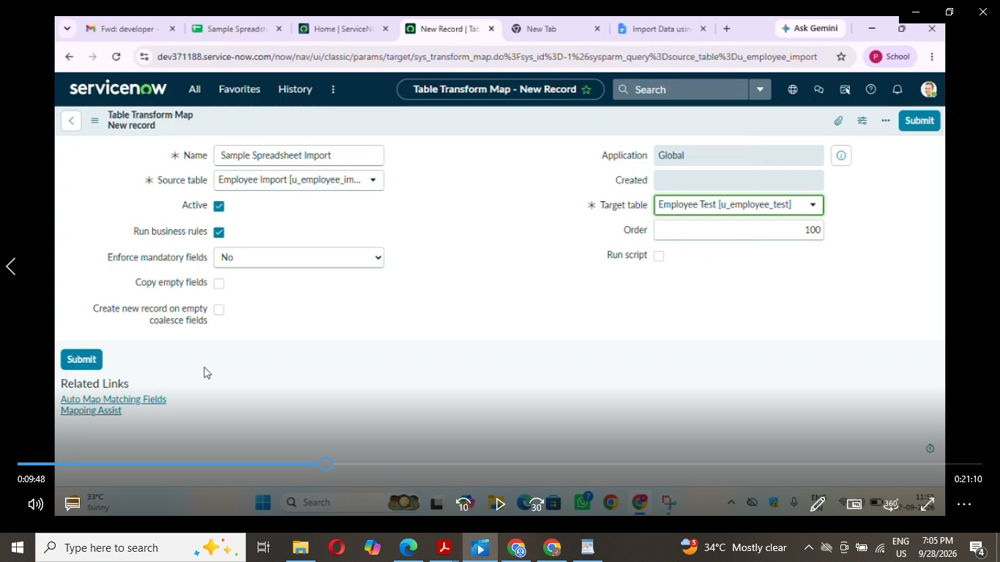 Fwd: developer -
Sample Spreadsh
Home | ServiceN
New Record | Tab
New Tab
Import Data usin
Ask Gemini
dev371188.service-now.com/now/nav/ui/classic/params/target/sys_transform_map.do%3Fsys_id%3D-1%26sysparm_query%3Dsource_table%3Du_employee_import
P School
servicenow All Favorites History Table Transform Map - New Record Search
Table Transform Map
New record
Submit
* Name Sample Spreadsheet Import Application Global
* Source table Employee Import [u_employee_im... Created
Active * Target table Employee Test [u_employee_test]
Run business rules Order 100
Enforce mandatory fields No Run script
Copy empty fields
Create new record on empty
coalesce fields
Submit
Related Links
Auto Map Matching Fields
Mapping Assist
0:09:48 0:21:10
33°C
Sunny
Search
10 30
7
ENG
360°
Type here to search
34°C Mostly clear
ENG
US
7:05 PM
9/28/2026
4